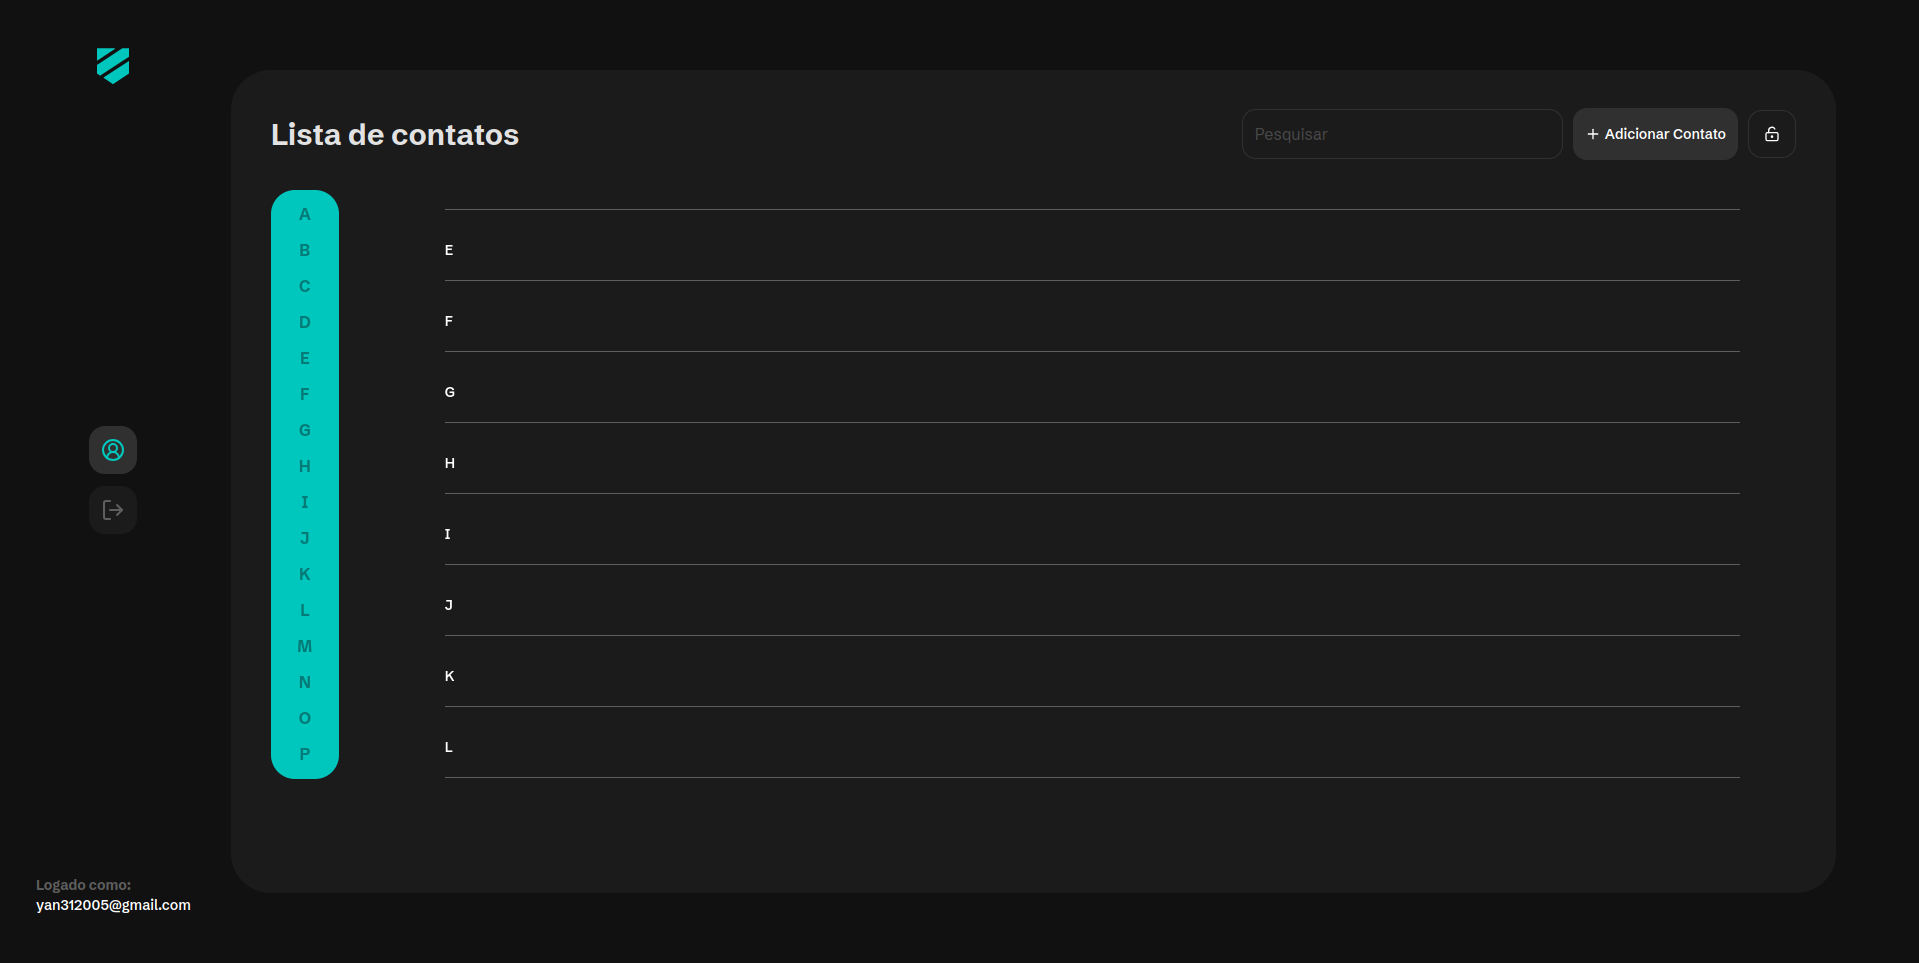 Lista de contatos
Pesquisar
+ Adicionar Contato
A
B
C
D
E
F
G
H
I
J
K
L
M
N
O
P
E
F
G
H
I
J
K
L
Logado como:
yan312005@gmail.com